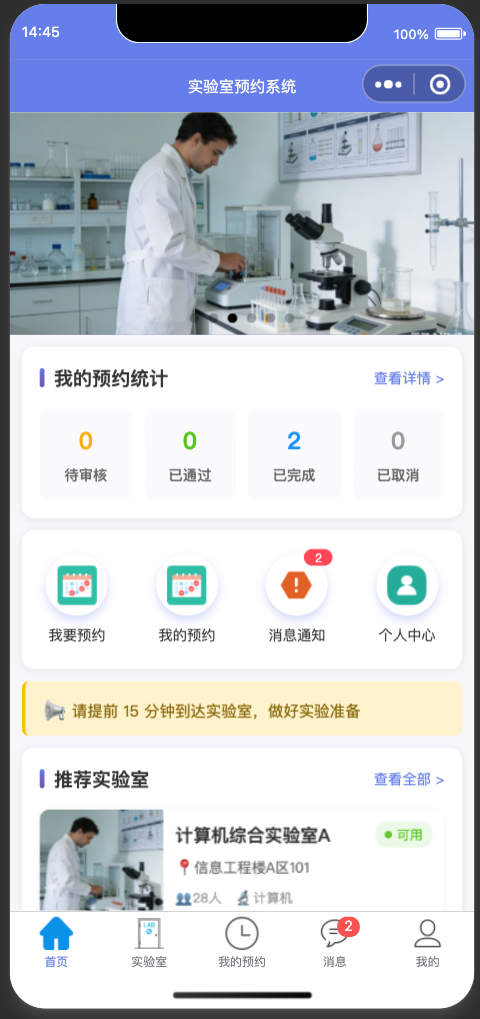 14:45
100%
实验室预约系统
我的预约统计
查看详情 >
0
0
2
0
待审核
已通过
已完成
已取消
2
我要预约
我的预约
消息通知
个人中心
请提前 15 分钟到达实验室，做好实验准备
推荐实验室
查看全部 >
计算机综合实验室A
可用
信息工程楼A区101
28人
计算机
LAB
2
首页
实验室
我的预约
消息
我的